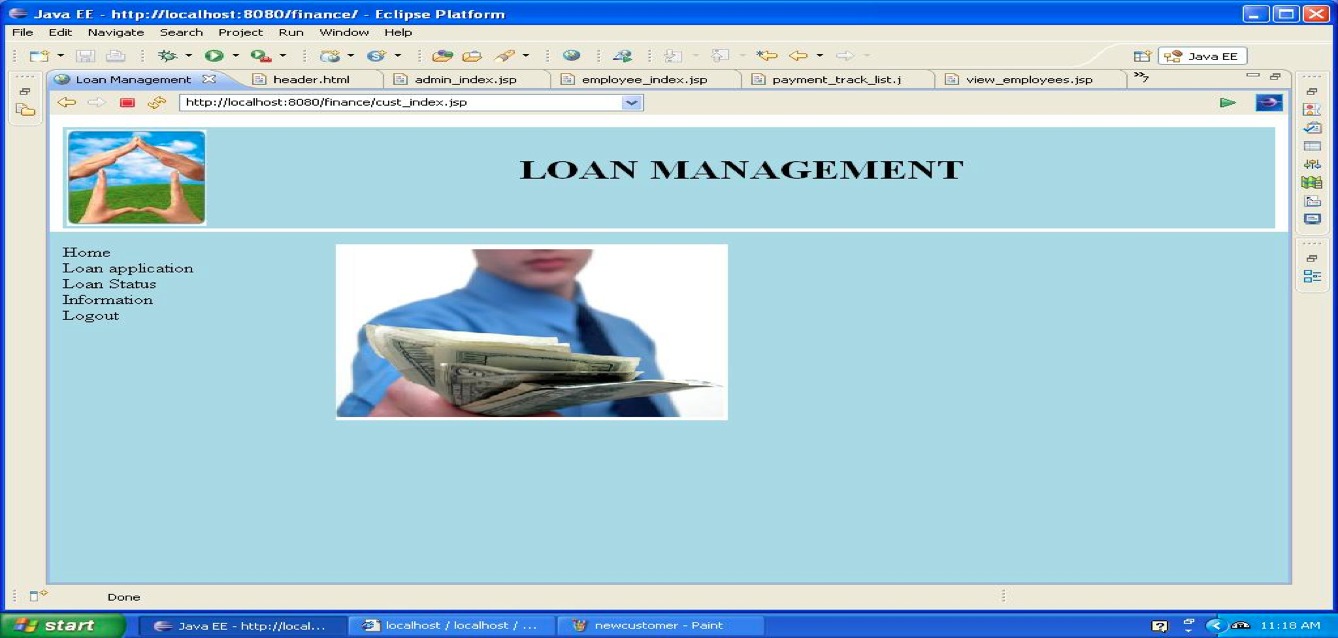 Java EE - http://localhost:8080/finance/ - Eclipse Platform
File Edit Navigate Search Project Run Window Help
Java EE
Loan Management header.html admin_index.jsp employee_index.jsp payment_track_list.j view_employees.jsp »7
http://localhost:8080/finance/cust_index.jsp
LOAN MANAGEMENT
Home
Loan application
Loan Status
Information
Logout
Done
start Java EE - http://local... localhost / localhost / ... newcustomer - Paint 11:18 AM